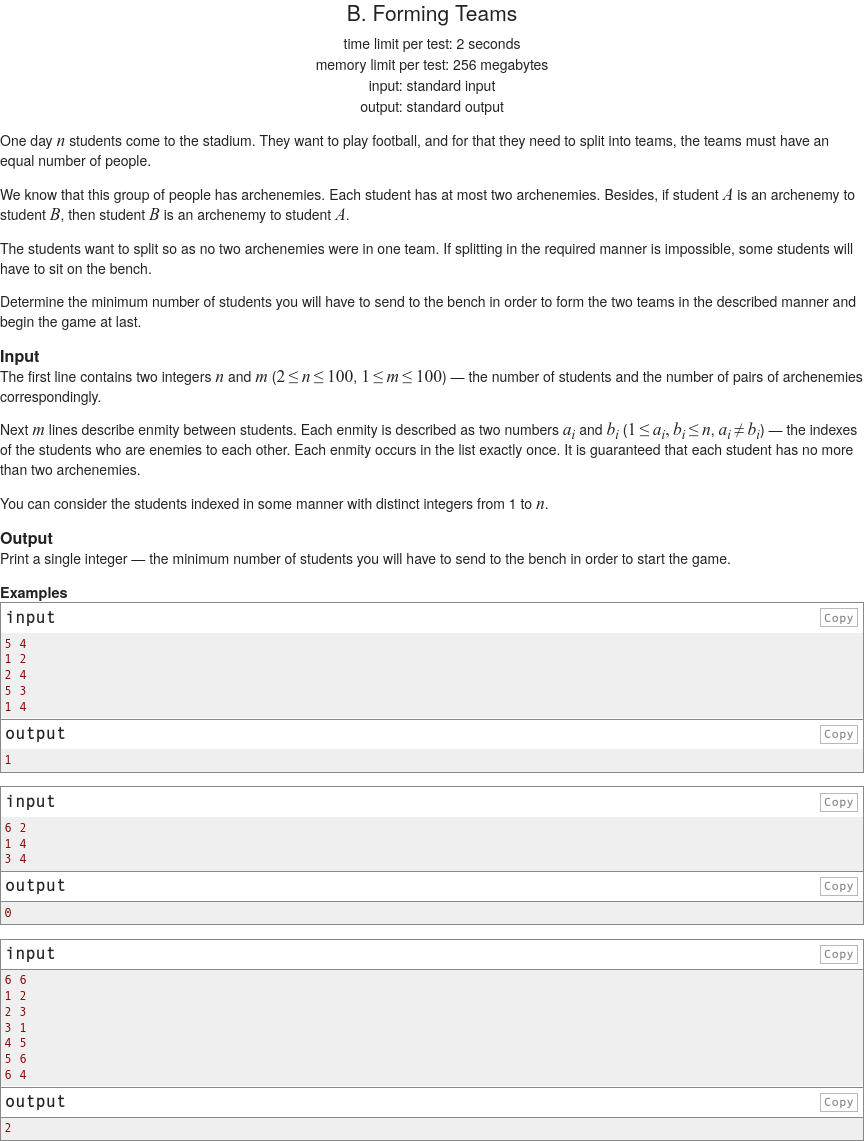 B. Forming Teams
time limit per test: 2 seconds
memory limit per test: 256 megabytes
input: standard input
output: standard output
One day n students come to the stadium. They want to play football, and for that they need to split into teams, the teams must have an
equal number of people.
We know that this group of people has archenemies. Each student has at most two archenemies. Besides, if student A is an archenemy to
student B, then student B is an archenemy to student A.
The students want to split so as no two archenemies were in one team. If splitting in the required manner is impossible, some students will
have to sit on the bench.
Determine the minimum number of students you will have to send to the bench in order to form the two teams in the described manner and
begin the game at last.
Input
The first line contains two integers n and m (2 ≤ n ≤ 100, 1 ≤ m ≤ 100) — the number of students and the number of pairs of archenemies
correspondingly.
Next m lines describe enmity between students. Each enmity is described as two numbers a_i and b_i (1 ≤ a_i, b_i ≤ n, a_i ≠ b_i) — the indexes
of the students who are enemies to each other. Each enmity occurs in the list exactly once. It is guaranteed that each student has no more
than two archenemies.
You can consider the students indexed in some manner with distinct integers from 1 to n.
Output
Print a single integer — the minimum number of students you will have to send to the bench in order to start the game.
Examples
input Copy
5 4
1 2
2 4
5 3
1 4
output Copy
1
input Copy
6 2
1 4
3 4
output Copy
0
input Copy
6 6
1 2
2 3
3 1
4 5
5 6
6 4
output Copy
2